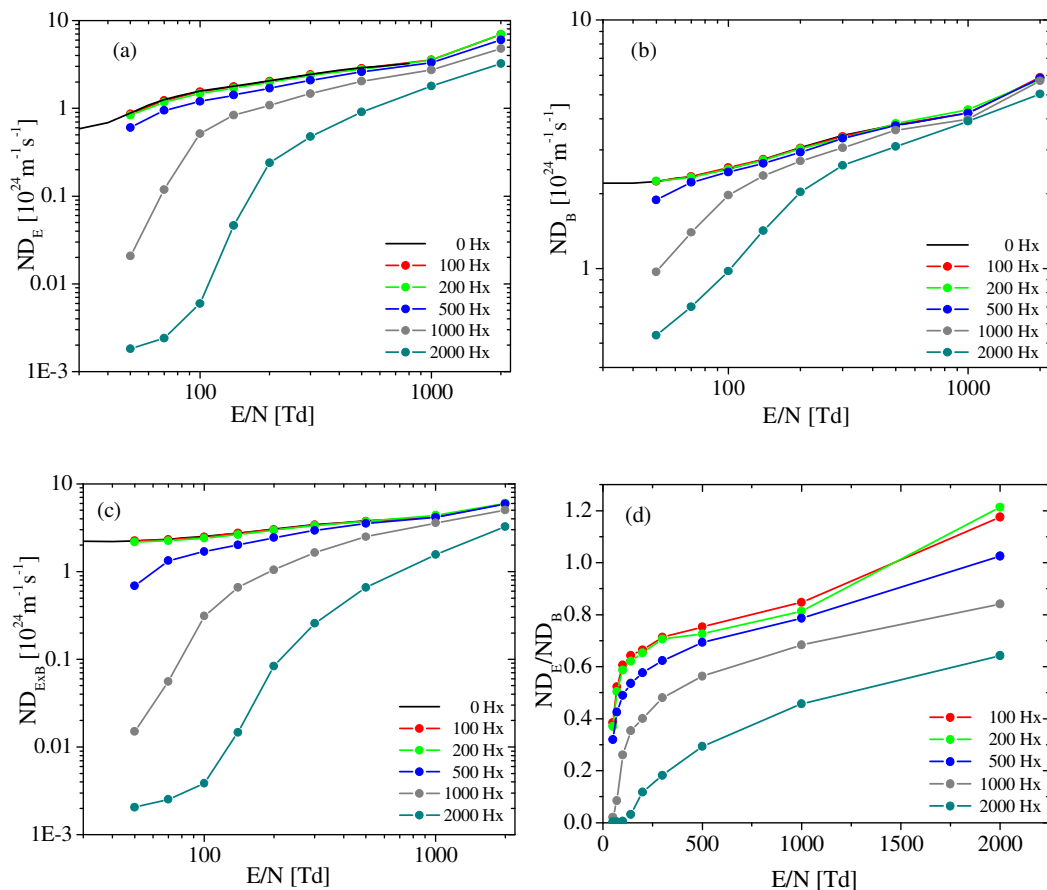 (a)
10
1
0.1
0.01
1E-3
ND_E [10^24 m^-1 s^-1]
0 Hx
100 Hx
200 Hx
500 Hx
1000 Hx
2000 Hx
100 1000
E/N [Td]
(b)
10
1
ND_B [10^24 m^-1 s^-1]
0 Hx
100 Hx
200 Hx
500 Hx
1000 Hx
2000 Hx
100 1000
E/N [Td]
(c)
10
1
0.1
0.01
1E-3
ND_ExB [10^24 m^-1 s^-1]
0 Hx
100 Hx
200 Hx
500 Hx
1000 Hx
2000 Hx
100 1000
E/N [Td]
(d)
1.2
1.0
0.8
0.6
0.4
0.2
0.0
ND_E/ND_B
100 Hx
200 Hx
500 Hx
1000 Hx
2000 Hx
0 500 1000 1500 2000
E/N [Td]